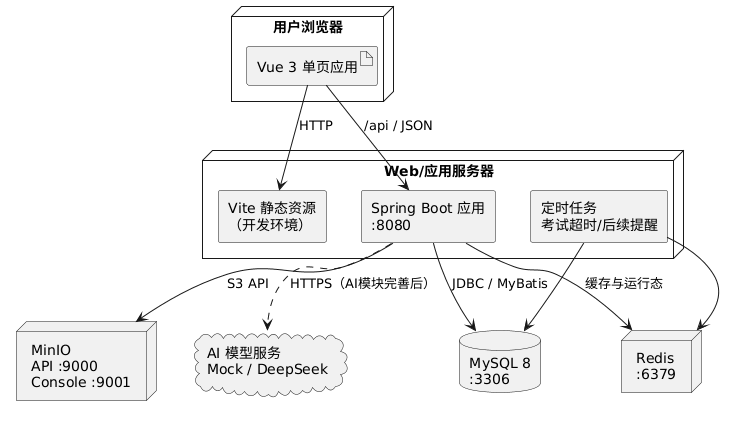 用户浏览器
Vue 3 单页应用
HTTP
/api / JSON
Web/应用服务器
Vite 静态资源
（开发环境）
Spring Boot 应用
:8080
定时任务
考试超时/后续提醒
S3 API
HTTPS（AI模块完善后）
JDBC / MyBatis
缓存与运行态
MinIO
API :9000
Console :9001
AI 模型服务
Mock / DeepSeek
MySQL 8
:3306
Redis
:6379